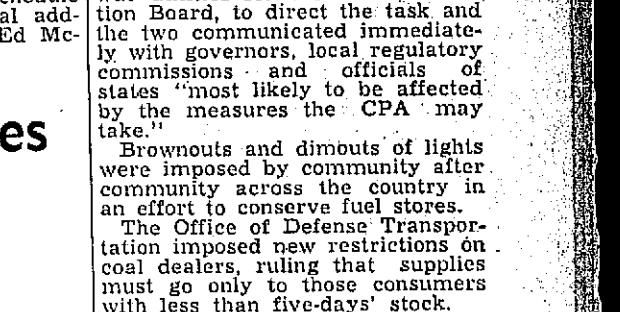 al add-
Ed Mc-
es
tion Board, to direct the task and
the two communicated immediate-
ly with governors, local regulatory
commissions and officials of
states "most likely to be affected
by the measures the CPA may
take."
Brownouts and dimouts of lights
were imposed by community after
community across the country in
an effort to conserve fuel stores.
The Office of Defense Transpor-
tation imposed new restrictions on
coal dealers, ruling that supplies
must go only to those consumers
with less than five-days' stock.